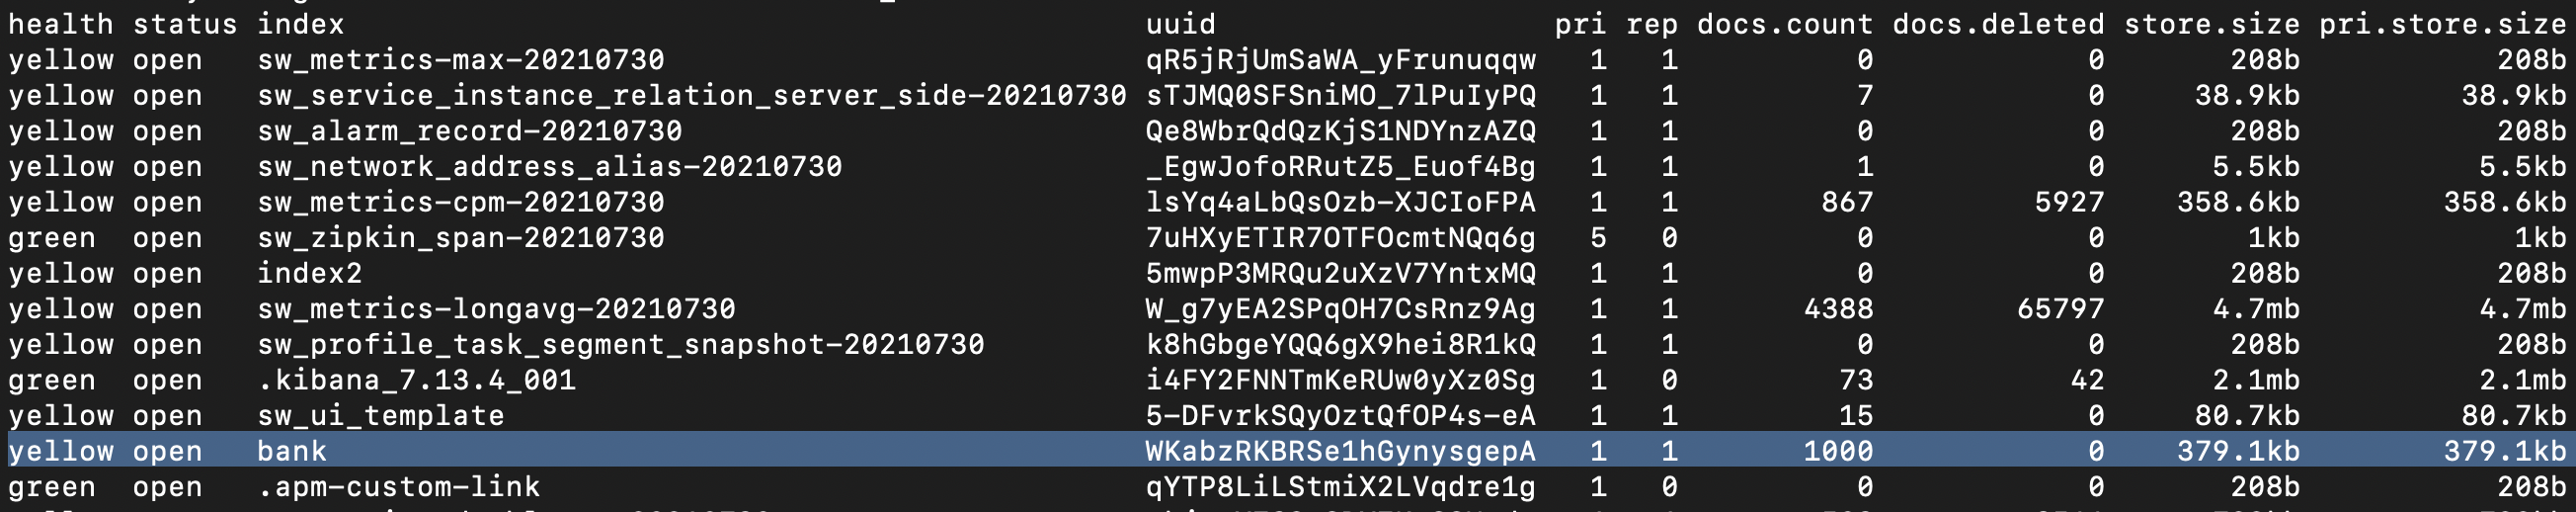 health status index uuid pri rep docs.count docs.deleted store.size pri.store.size
yellow open sw_metrics-max-20210730 qR5jRjUmSaWA_yFrunuqqw 1 1 0 0 208b 208b
yellow open sw_service_instance_relation_server_side-20210730 sTJMQ0SFSniMO_7lPuIyPQ 1 1 7 0 38.9kb 38.9kb
yellow open sw_alarm_record-20210730 Qe8WbrQdQzKjS1NDYnzAZQ 1 1 0 0 208b 208b
yellow open sw_network_address_alias-20210730 _EgwJofoRRutZ5_Euof4Bg 1 1 1 0 5.5kb 5.5kb
yellow open sw_metrics-cpm-20210730 lsYq4aLbQsOzb-XJCIoFPA 1 1 867 5927 358.6kb 358.6kb
green open sw_zipkin_span-20210730 7uHXyETIR7OTFOcmtNQq6g 5 0 0 0 1kb 1kb
yellow open index2 5mwpP3MRQu2uXzV7YntxMQ 1 1 0 0 208b 208b
yellow open sw_metrics-longavg-20210730 W_g7yEA2SPqOH7CsRnz9Ag 1 1 4388 65797 4.7mb 4.7mb
yellow open sw_profile_task_segment_snapshot-20210730 k8hGbgeYQQ6gX9hei8R1kQ 1 1 0 0 208b 208b
green open .kibana_7.13.4_001 i4FY2FNNTmKeRUw0yXz0Sg 1 0 73 42 2.1mb 2.1mb
yellow open sw_ui_template 5-DFvrkSQyOztQfOP4s-eA 1 1 15 0 80.7kb 80.7kb
yellow open bank WKabzRKBRSe1hGynysgepA 1 1 1000 0 379.1kb 379.1kb
green open .apm-custom-link qYTP8LiLStmiX2LVqdre1g 1 0 0 0 208b 208b